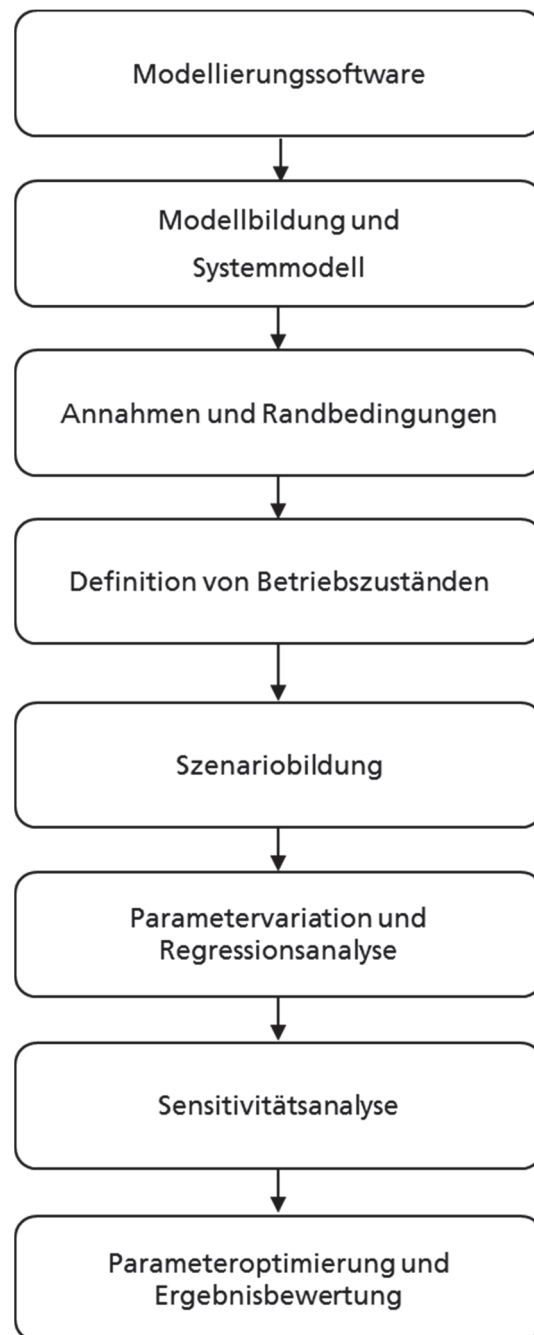 Modellierungssoftware
Modellbildung und
Systemmodell
Annahmen und Randbedingungen
Definition von Betriebszuständen
Szenariobildung
Parametervariation und
Regressionsanalyse
Sensitivitätsanalyse
Parameteroptimierung und
Ergebnisbewertung